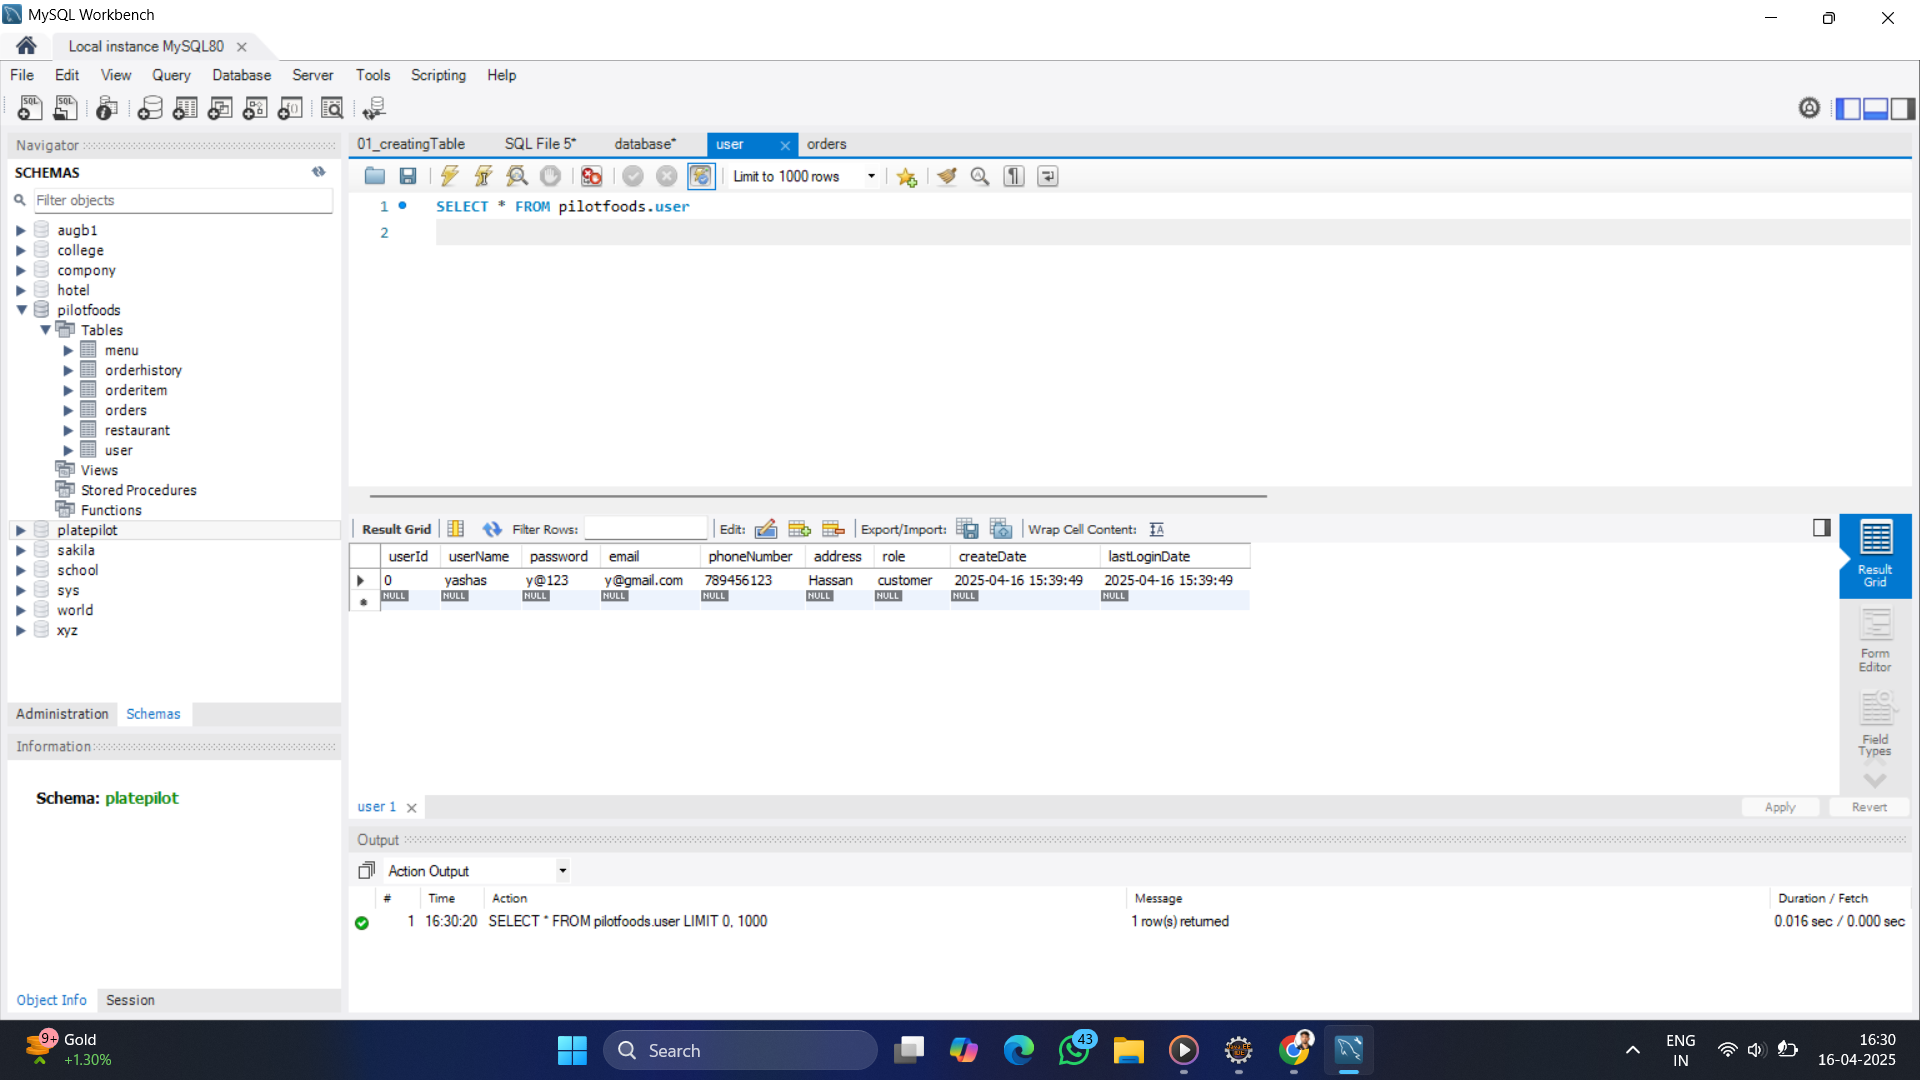 MySQL Workbench
Local instance MySQL80
File Edit View Query Database Server Tools Scripting Help
Navigator
SCHEMAS
Filter objects
augb1
college
compony
hotel
pilotfoods
Tables
menu
orderhistory
orderitem
orders
restaurant
user
Views
Stored Procedures
Functions
platepilot
sakila
school
sys
world
xyz
Administration Schemas
Information
Schema: platepilot
Object Info Session
01_creatingTable SQL File 5* database* user orders
Limit to 1000 rows
1 SELECT * FROM pilotfoods.user
2
Result Grid Filter Rows: Edit: Export/Import: Wrap Cell Content:
userId userName password email phoneNumber address role createDate lastLoginDate
0 yashas y@123 y@gmail.com 789456123 Hassan customer 2025-04-16 15:39:49 2025-04-16 15:39:49
NULL NULL NULL NULL NULL NULL NULL NULL NULL
Result
Grid
Form
Editor
Field
Types
user 1
Apply Revert
Output
Action Output
# Time Action Message Duration / Fetch
1 16:30:20 SELECT * FROM pilotfoods.user LIMIT 0, 1000 1 row(s) returned 0.016 sec / 0.000 sec
9+ Gold
+1.30%
Search
43
ENG
IN
16:30
16-04-2025